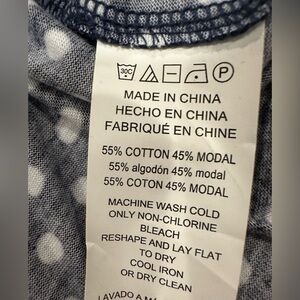 30C P
MADE IN CHINA
HECHO EN CHINA
FABRIQUÉ EN CHINE
55% COTTON 45% MODAL
55% algodón 45% modal
55% COTON 45% MODAL
MACHINE WASH COLD
ONLY NON-CHLORINE
BLEACH
RESHAPE AND LAY FLAT
TO DRY
COOL IRON
OR DRY CLEAN
LAVADO A